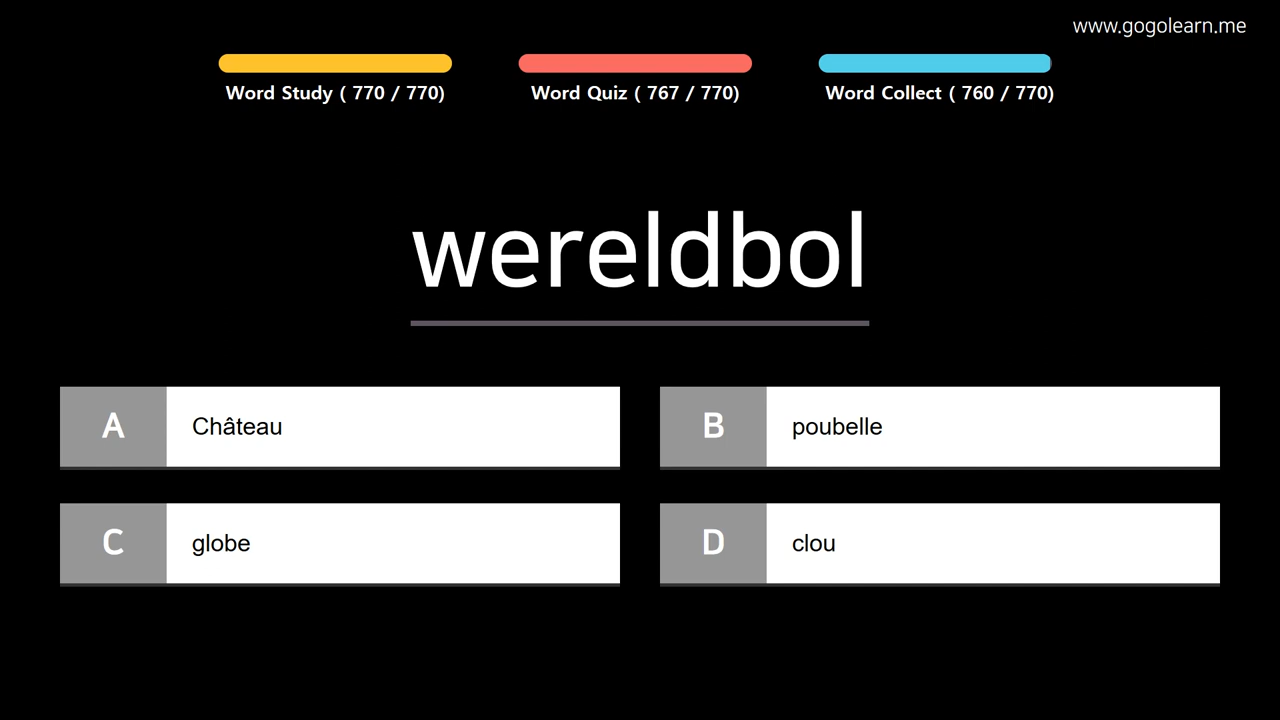 www.gogolearn.me
Word Study ( 770 / 770)
Word Quiz ( 767 / 770)
Word Collect ( 760 / 770)
wereldbol
A Château
B poubelle
C globe
D clou